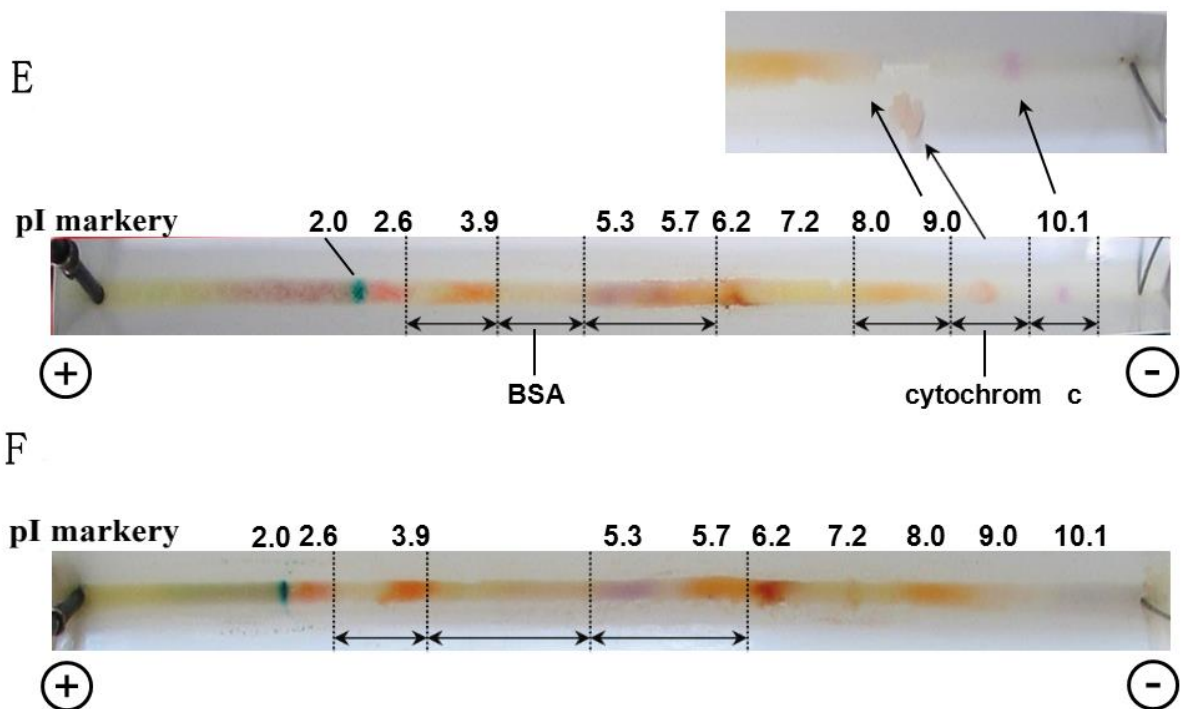 E
pI markery 2.0 2.6 3.9 5.3 5.7 6.2 7.2 8.0 9.0 10.1
+ -
BSA cytochrom c
F
pI markery 2.0 2.6 3.9 5.3 5.7 6.2 7.2 8.0 9.0 10.1
+ -